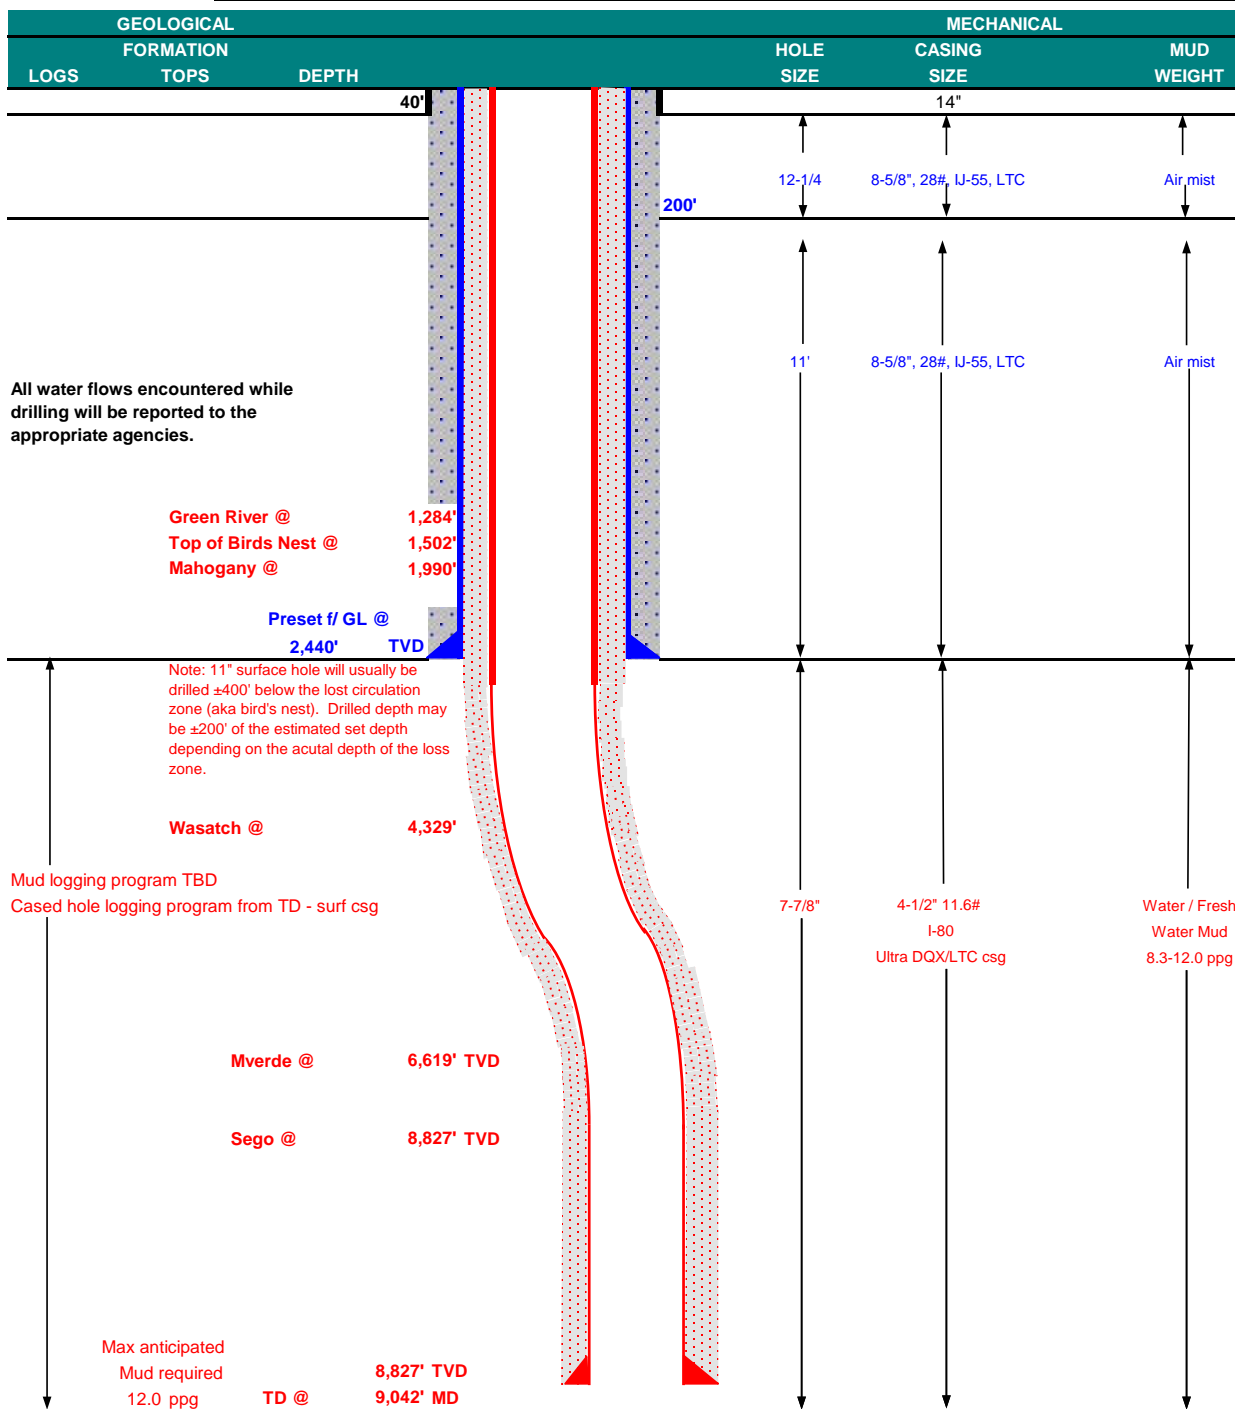 GEOLOGICAL MECHANICAL
FORMATION HOLE CASING MUD
LOGS TOPS DEPTH SIZE SIZE WEIGHT
40' 14"
12-1/4 8-5/8", 28#, IJ-55, LTC Air mist
200'
11' 8-5/8", 28#, IJ-55, LTC Air mist
All water flows encountered while
drilling will be reported to the
appropriate agencies.
Green River @ 1,284'
Top of Birds Nest @ 1,502'
Mahogany @ 1,990'
Preset f/ GL @
2,440' TVD
Note: 11" surface hole will usually be
drilled ±400' below the lost circulation
zone (aka bird's nest). Drilled depth may
be ±200' of the estimated set depth
depending on the acutal depth of the loss
zone.
Wasatch @ 4,329'
Mud logging program TBD
Cased hole logging program from TD - surf csg
7-7/8" 4-1/2" 11.6# Water / Fresh
I-80 Water Mud
Ultra DQX/LTC csg 8.3-12.0 ppg
Mverde @ 6,619' TVD
Sego @ 8,827' TVD
Max anticipated
Mud required 8,827' TVD
12.0 ppg TD @ 9,042' MD